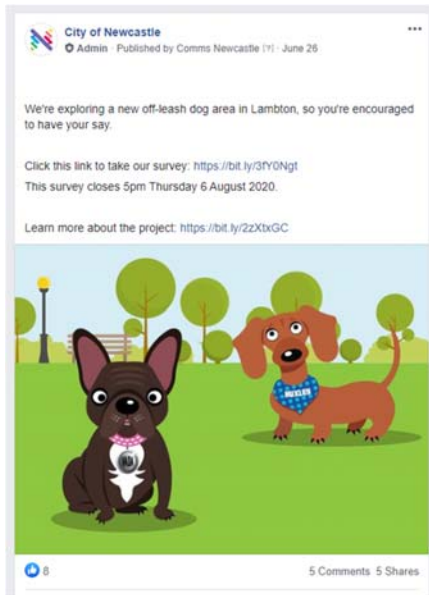 City of Newcastle
Admin · Published by Comms Newcastle [?] · June 26
We're exploring a new off-leash dog area in Lambton, so you're encouraged
to have your say.
Click this link to take our survey: https://bit.ly/3fY0Ngt
This survey closes 5pm Thursday 6 August 2020.
Learn more about the project: https://bit.ly/2zXtxGC
HUXLEY
8
5 Comments 5 Shares